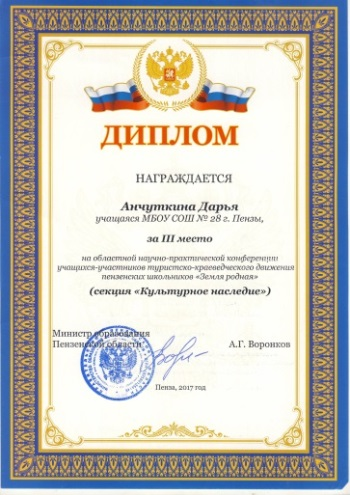 ДИПЛОМ
НАГРАЖДАЕТСЯ
Анчуткина Дарья
учащаяся МБОУ СОШ № 28 г. Пензы,
за III место
на областной научно-практической конференции
учащихся-участников туристско-краеведческого движения
пензенских школьников «Земля родная»
(секция «Культурное наследие»)
Министр образования
Пензенской области
А.Г. Воронков
Пенза, 2017 год